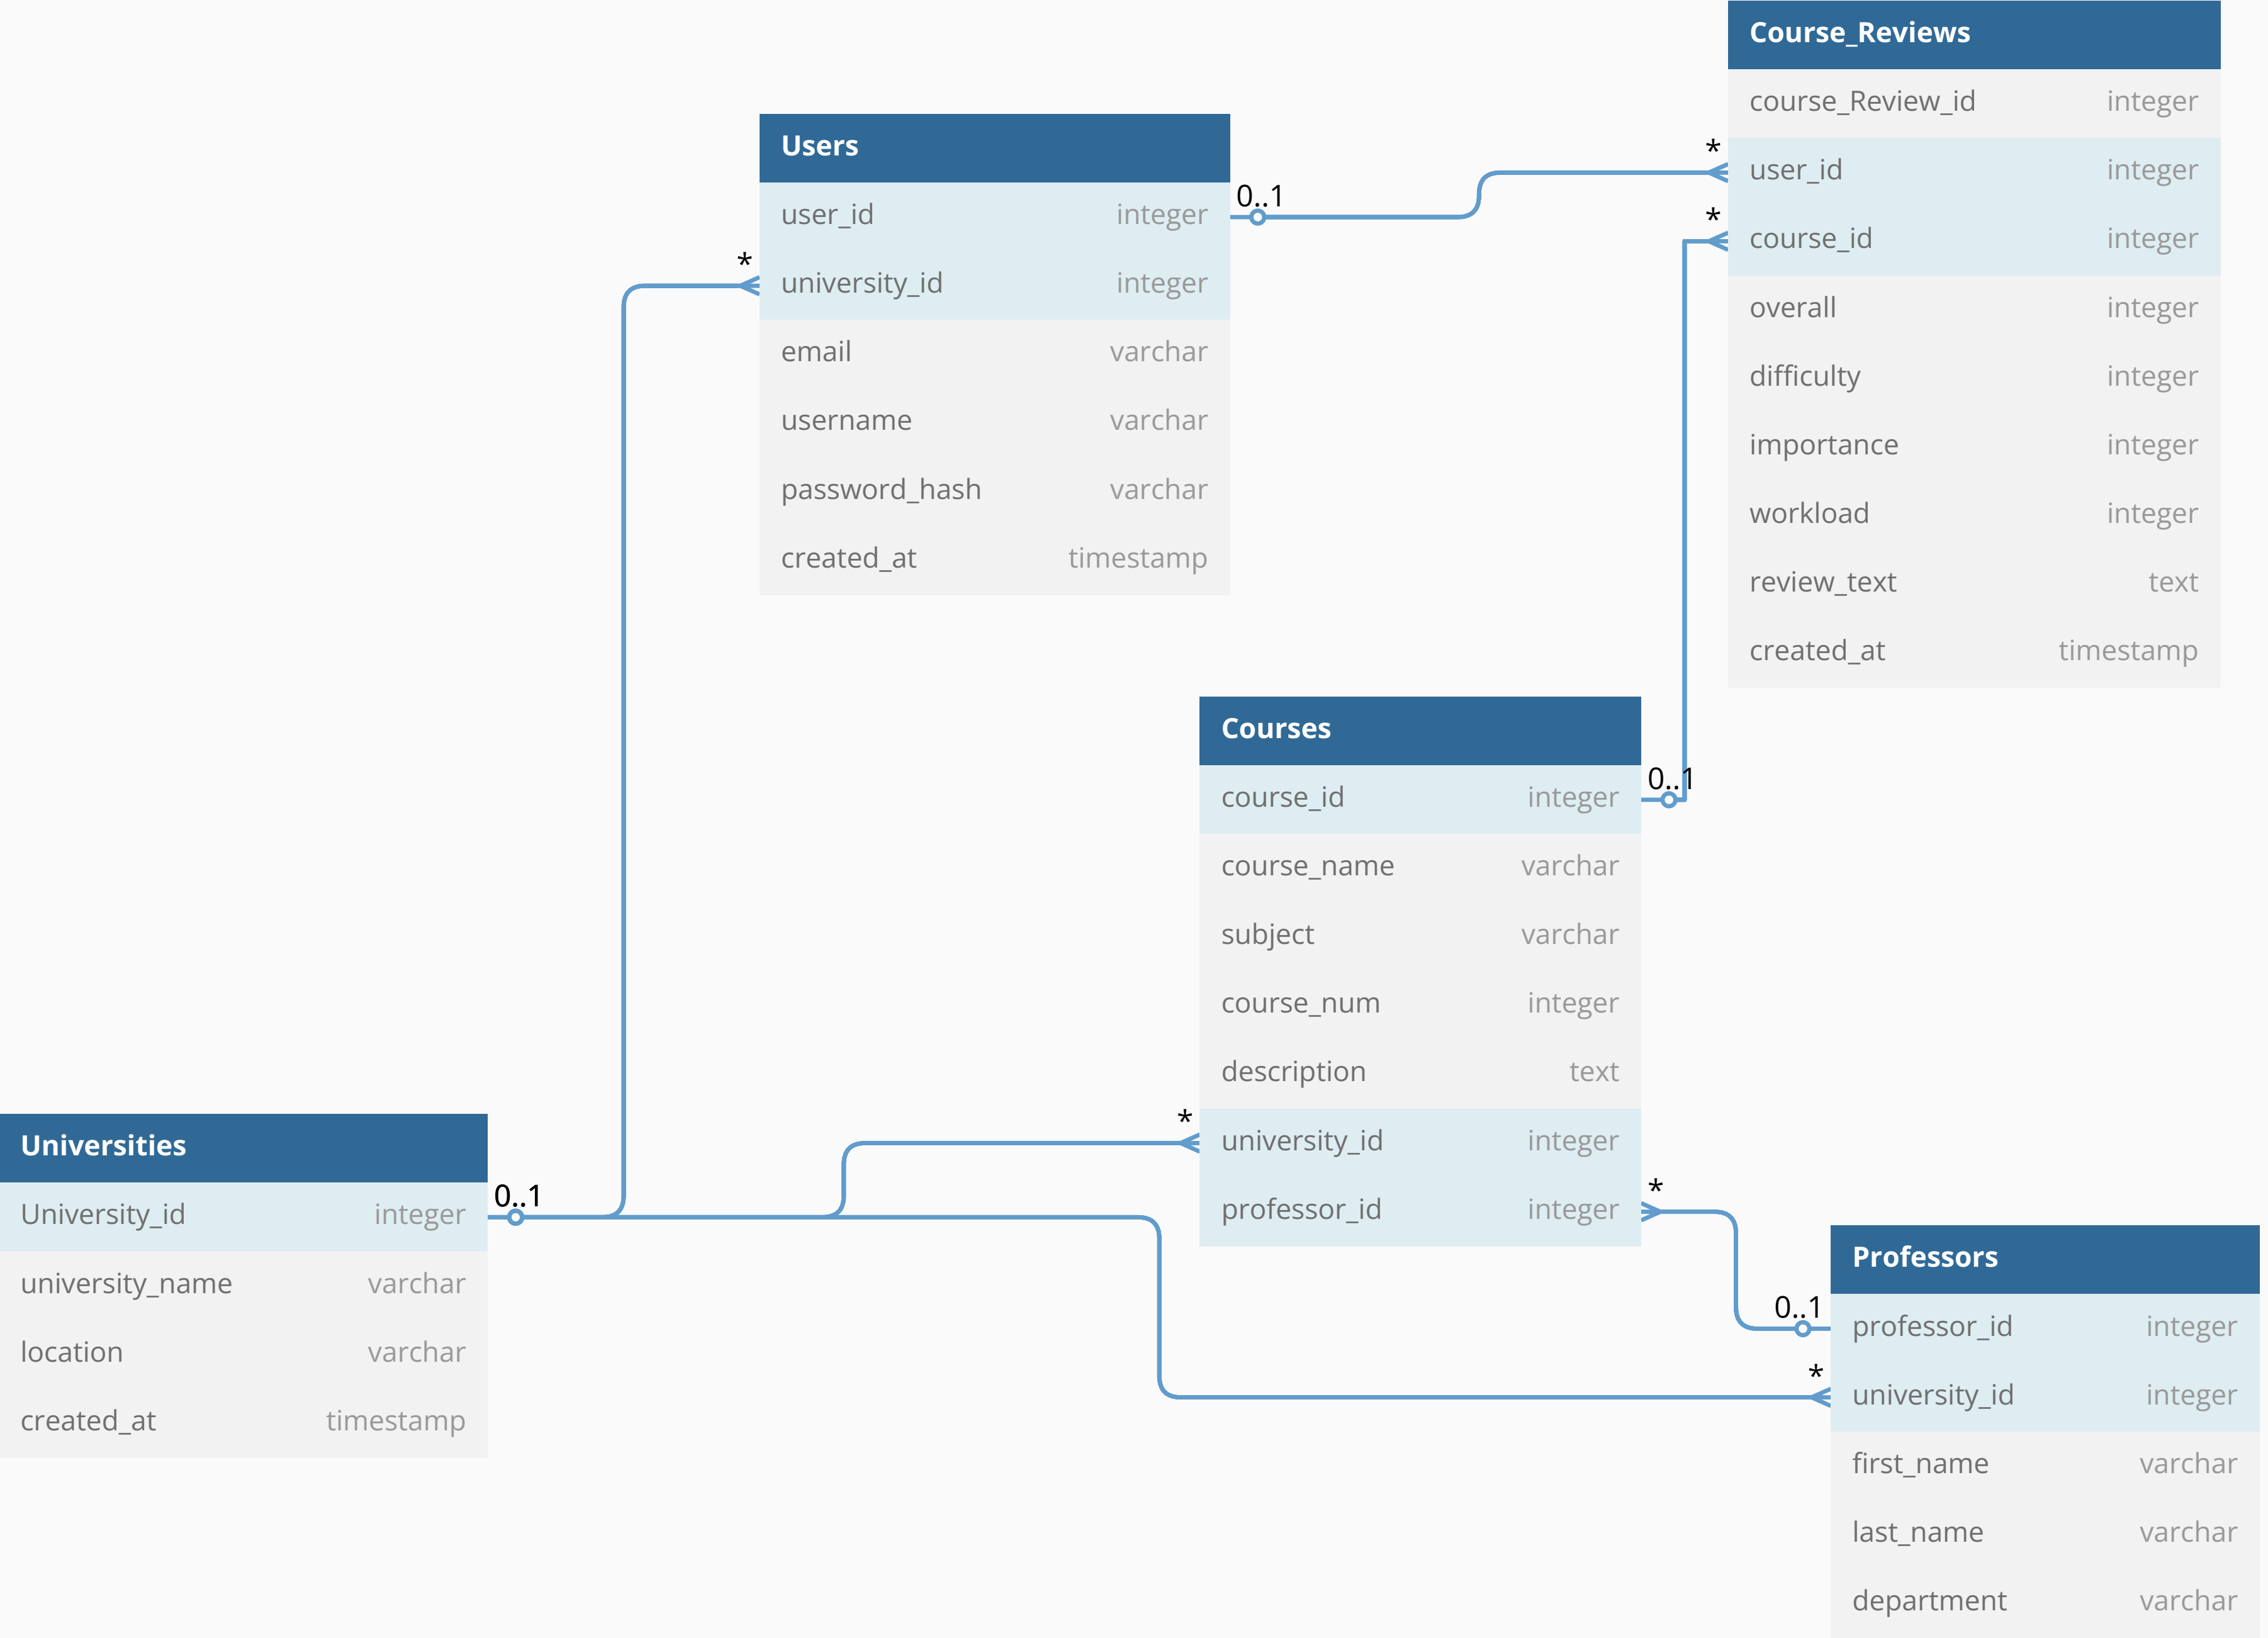 Course_Reviews
course_Review_id integer
* user_id integer
* course_id integer
overall integer
difficulty integer
importance integer
workload integer
review_text text
created_at timestamp
Users
user_id integer 0..1
* university_id integer
email varchar
username varchar
password_hash varchar
created_at timestamp
Courses
course_id integer 0..1
course_name varchar
subject varchar
course_num integer
description text
* university_id integer
professor_id integer *
Universities
University_id integer 0..1
university_name varchar
location varchar
created_at timestamp
Professors
0..1 professor_id integer
* university_id integer
first_name varchar
last_name varchar
department varchar